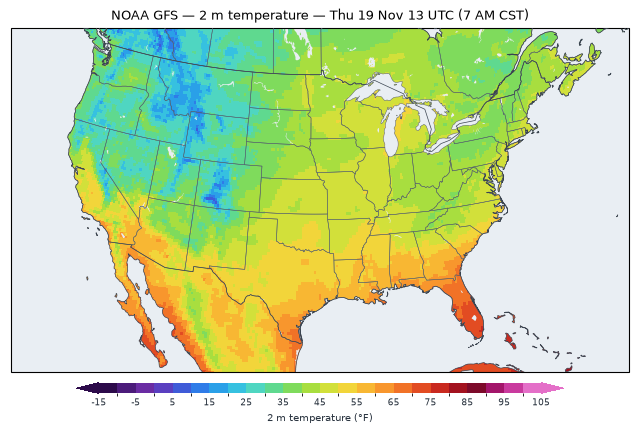 NOAA GFS — 2 m temperature — Thu 19 Nov 13 UTC (7 AM CST)
-15 -5 5 15 25 35 45 55 65 75 85 95 105
2 m temperature (°F)